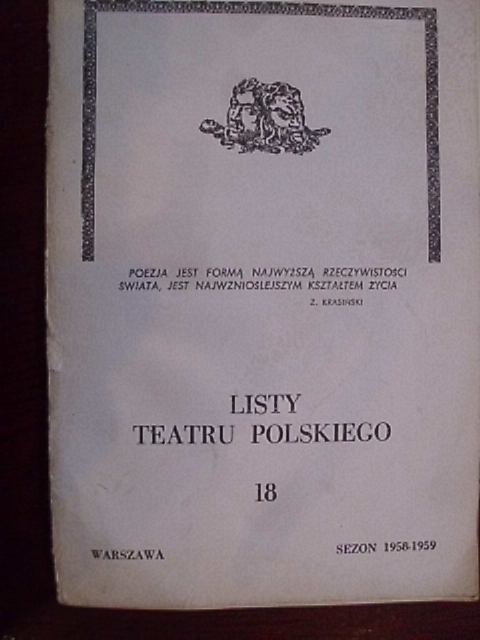 POEZJA JEST FORMĄ NAJWYŻSZĄ RZECZYWISTOŚCI
ŚWIATA, JEST NAJWZNIOŚLEJSZYM KSZTAŁTEM ŻYCIA
Z. KRASIŃSKI
LISTY
TEATRU POLSKIEGO
18
WARSZAWA
SEZON 1958-1959